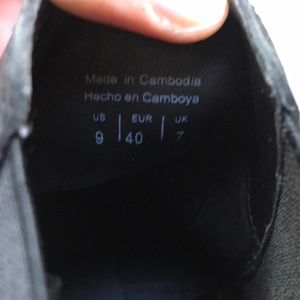 Made in Cambodia
Hecho en Camboya
US | EUR | UK
9 | 40 | 7